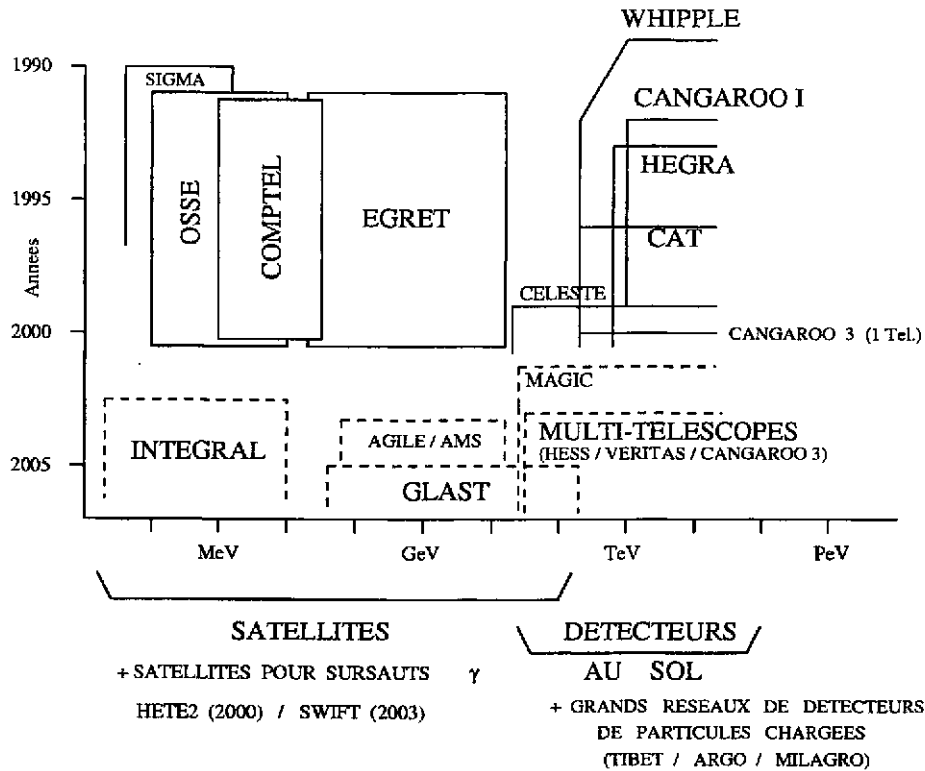 WHIPPLE
1990
SIGMA
CANGAROO I
HEGRA
OSSE
COMPTEL
EGRET
1995
CAT
Annees
CELESTE
2000
CANGAROO 3 (1 Tel.)
MAGIC
INTEGRAL
AGILE / AMS
MULTI-TELESCOPES
(HESS / VERITAS / CANGAROO 3)
2005
GLAST
MeV
GeV
TeV
PeV
SATELLITES
+ SATELLITES POUR SURSAUTS γ
HETE2 (2000) / SWIFT (2003)
DETECTEURS
AU SOL
+ GRANDS RESEAUX DE DETECTEURS
DE PARTICULES CHARGEES
(TIBET / ARGO / MILAGRO)